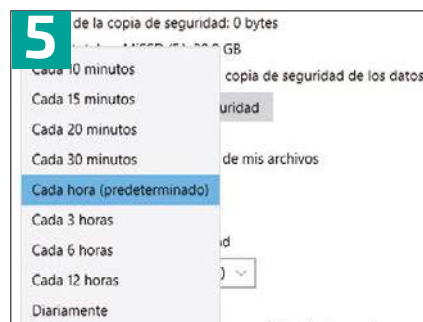 5
de la copia de seguridad: 0 bytes
GB
Cada 10 minutos
copia de seguridad de los datos
Cada 15 minutos
uridad
Cada 20 minutos
Cada 30 minutos
de mis archivos
Cada hora (predeterminado)
Cada 3 horas
Cada 6 horas
ad
Cada 12 horas
)
Diariamente